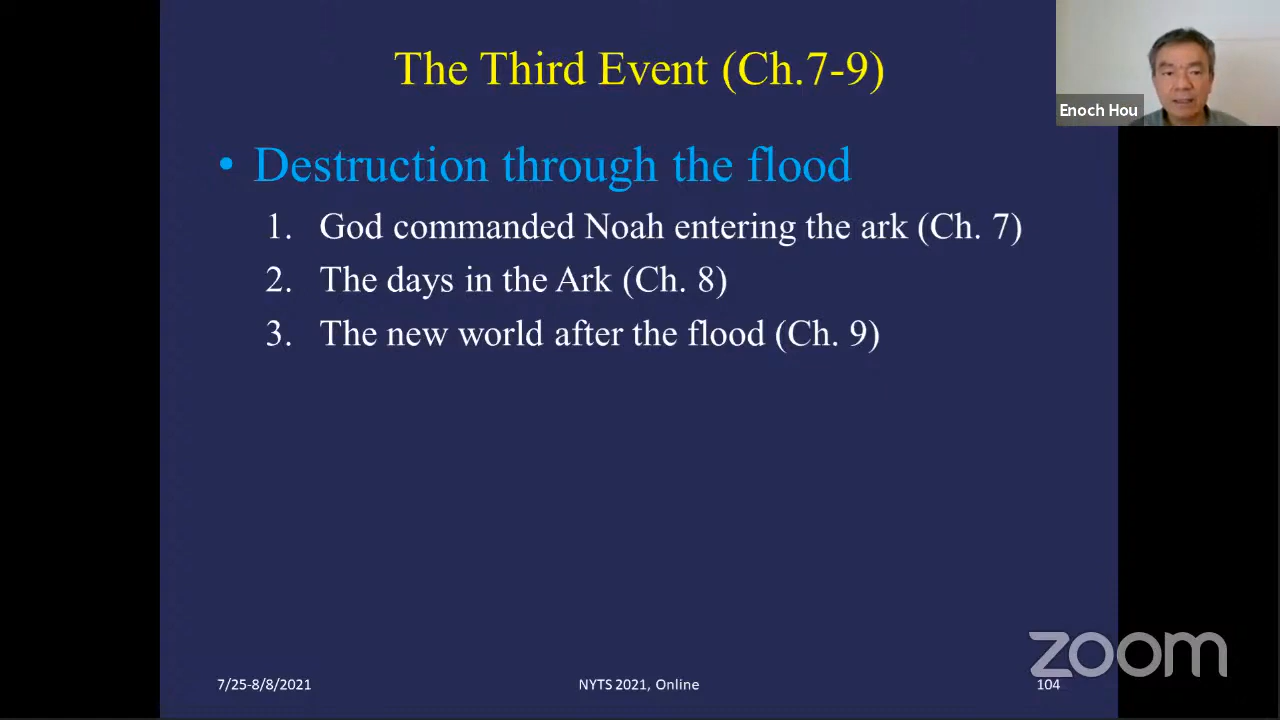 The Third Event (Ch.7-9)
Enoch Hou
• Destruction through the flood
1. God commanded Noah entering the ark (Ch. 7)
2. The days in the Ark (Ch. 8)
3. The new world after the flood (Ch. 9)
zoom
7/25-8/8/2021 NYTS 2021, Online 104